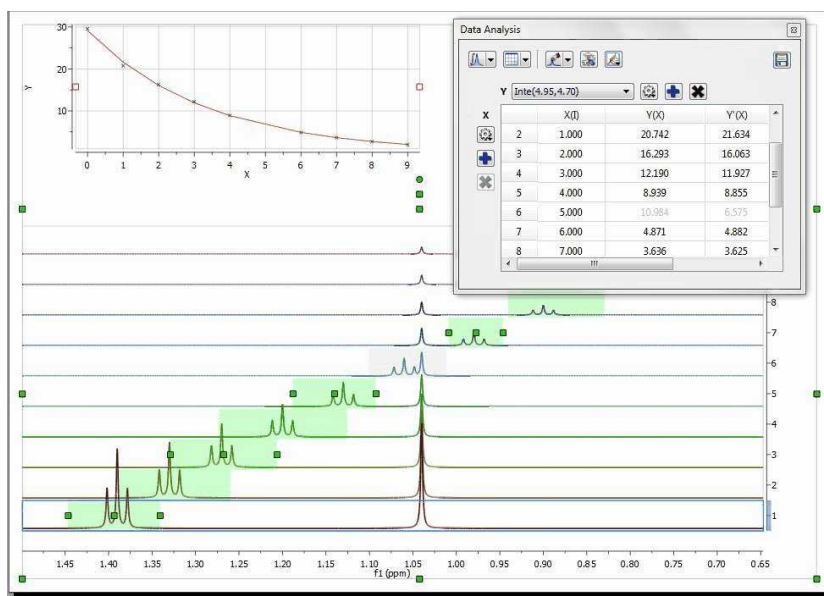 Data Analysis
Y Inte(4.95,4.70)
X
X(I) Y(X) Y'(X)
2 1.000 20.742 21.634
3 2.000 16.293 16.063
4 3.000 12.190 11.927
5 4.000 8.939 8.855
6 5.000 10.984 6.575
7 6.000 4.871 4.882
8 7.000 3.636 3.625
30
20
10
Y
0 1 2 3 4 5 6 7 8 9
X
8
7
6
5
4
3
2
1
1.45 1.40 1.35 1.30 1.25 1.20 1.15 1.10 1.05 1.00 0.95 0.90 0.85 0.80 0.75 0.70 0.65
f1 (ppm)